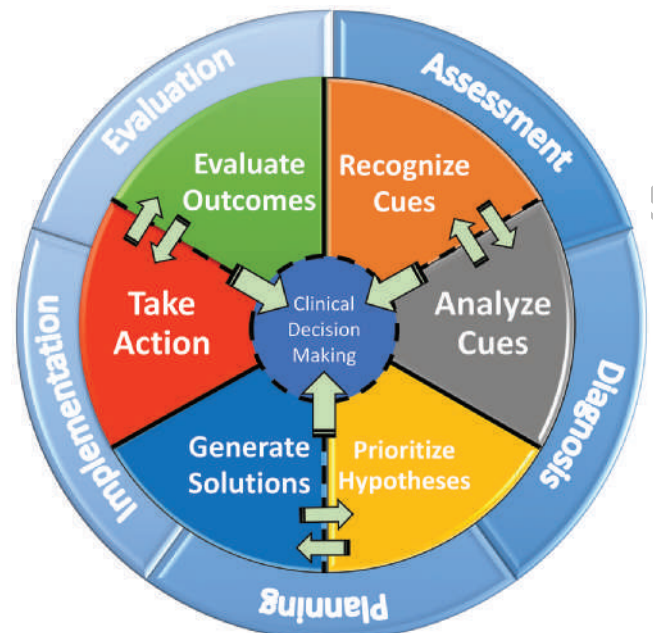 Assessment
Diagnosis
Planning
Implementation
Evaluation
Recognize
Cues
Analyze
Cues
Prioritize
Hypotheses
Generate
Solutions
Take
Action
Evaluate
Outcomes
Clinical
Decision
Making